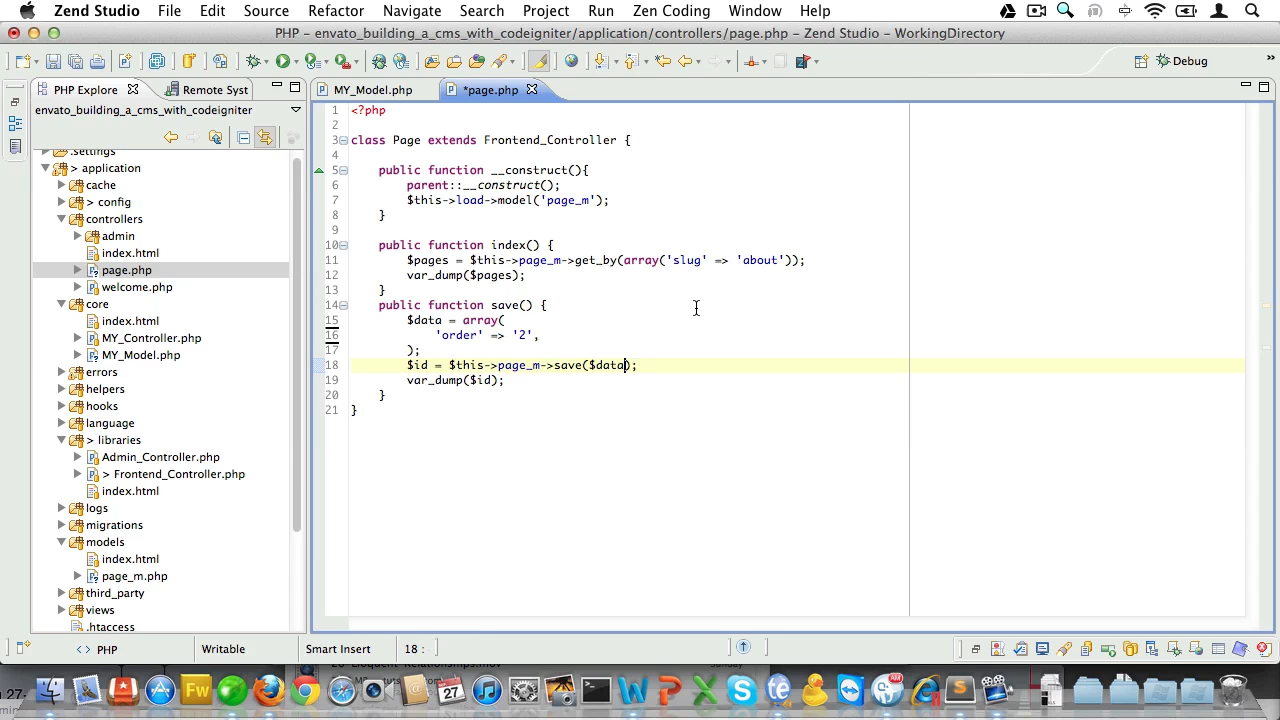 Zend Studio File Edit Source Refactor Navigate Search Project Run Zen Coding Window Help
PHP - envato_building_a_cms_with_codeigniter/application/controllers/page.php - Zend Studio - WorkingDirectory
Debug
PHP Explorer
Remote Syst
MY_Model.php
*page.php
envato_building_a_cms_with_codeigniter
.settings
> application
cache
> config
controllers
admin
index.html
page.php
welcome.php
core
index.html
MY_Controller.php
MY_Model.php
errors
helpers
hooks
language
> libraries
Admin_Controller.php
> Frontend_Controller.php
index.html
logs
migrations
models
index.html
page_m.php
third_party
views
.htaccess
1 <?php
2
3 class Page extends Frontend_Controller {
4
5 public function __construct(){
6 parent::__construct();
7 $this->load->model('page_m');
8 }
9
10 public function index() {
11 $pages = $this->page_m->get_by(array('slug' => 'about'));
12 var_dump($pages);
13 }
14 public function save() {
15 $data = array(
16 'order' => '2',
17 );
18 $id = $this->page_m->save($data);
19 var_dump($id);
20 }
21 }
<> PHP
Writable
Smart Insert
18 :
Sunday
27